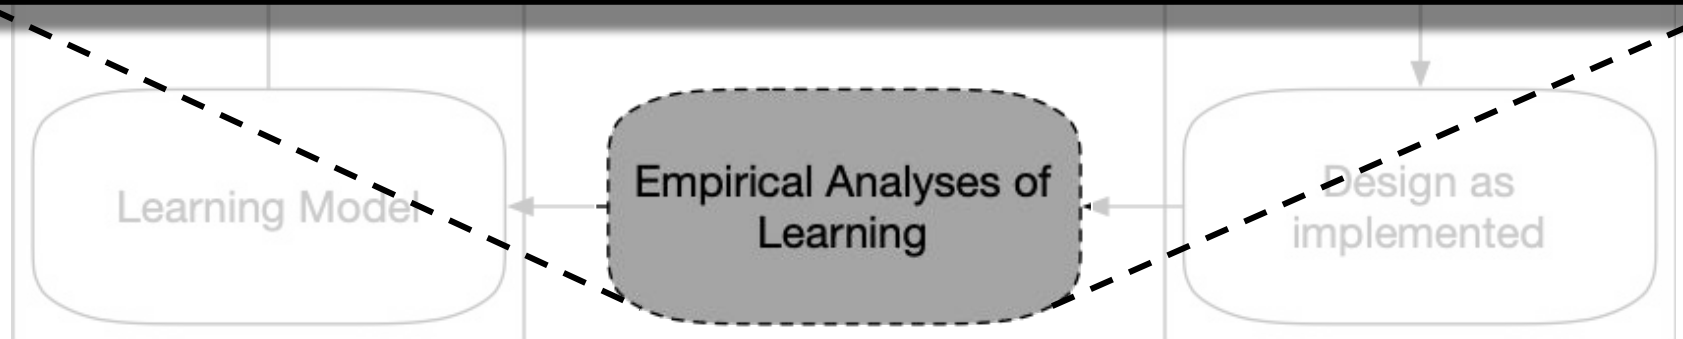 Learning Model
Empirical Analyses of
Learning
Design as
implemented